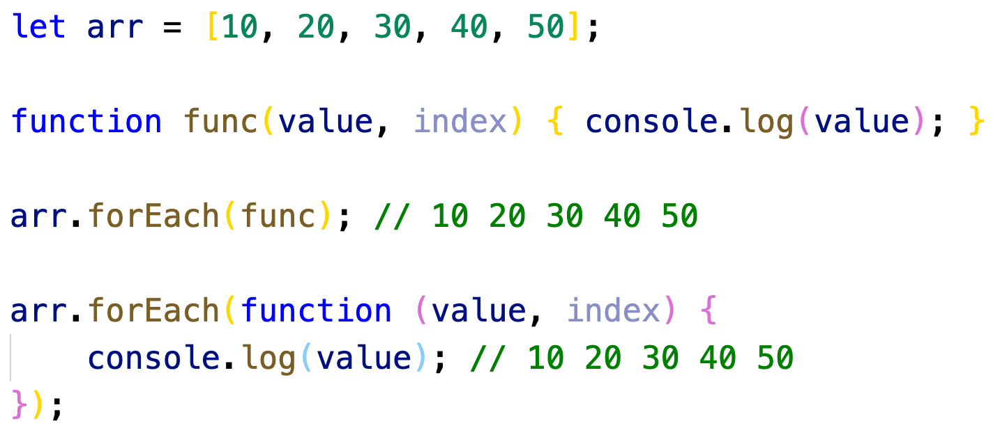 let arr = [10, 20, 30, 40, 50];
function func(value, index) { console.log(value); }
arr.forEach(func); // 10 20 30 40 50
arr.forEach(function (value, index) {
    console.log(value); // 10 20 30 40 50
});